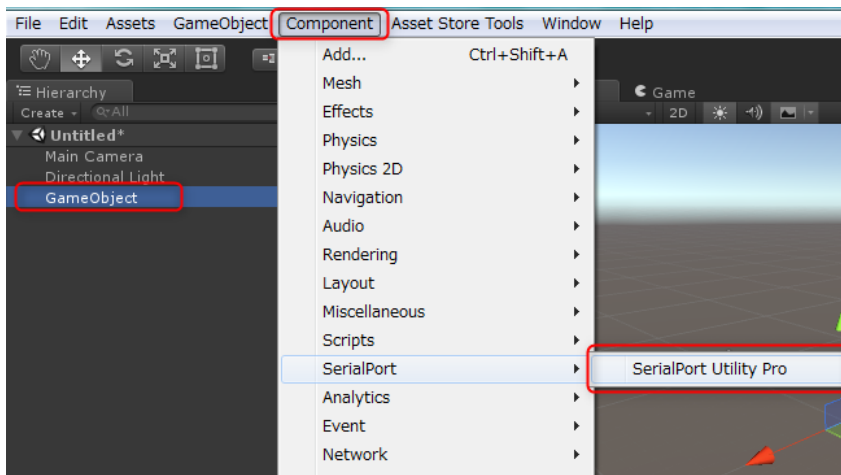 File Edit Assets GameObject Component Asset Store Tools Window Help
Add... Ctrl+Shift+A
Hierarchy
Create All
Untitled*
Main Camera
Directional Light
GameObject
Mesh
Effects
Physics
Physics 2D
Navigation
Audio
Rendering
Layout
Miscellaneous
Scripts
SerialPort
Analytics
Event
Network
Game
2D
SerialPort Utility Pro